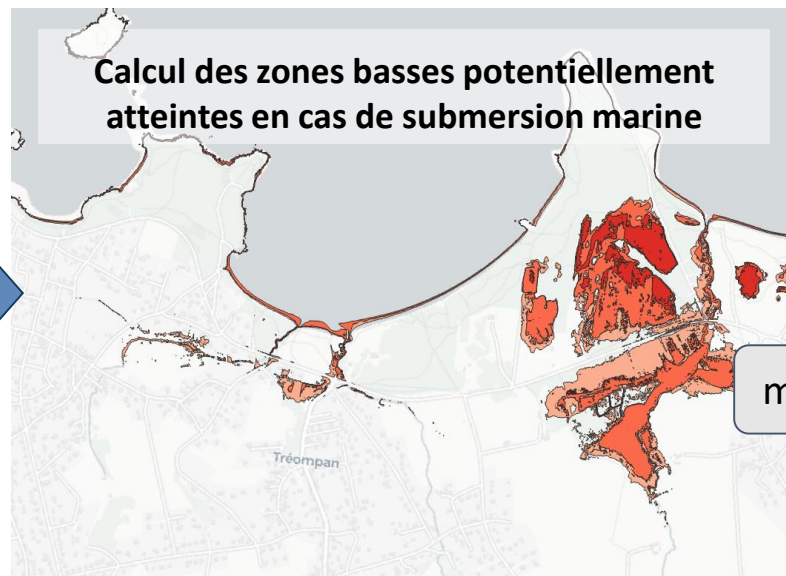 Calcul des zones basses potentiellement
atteintes en cas de submersion marine
m
Tréompan